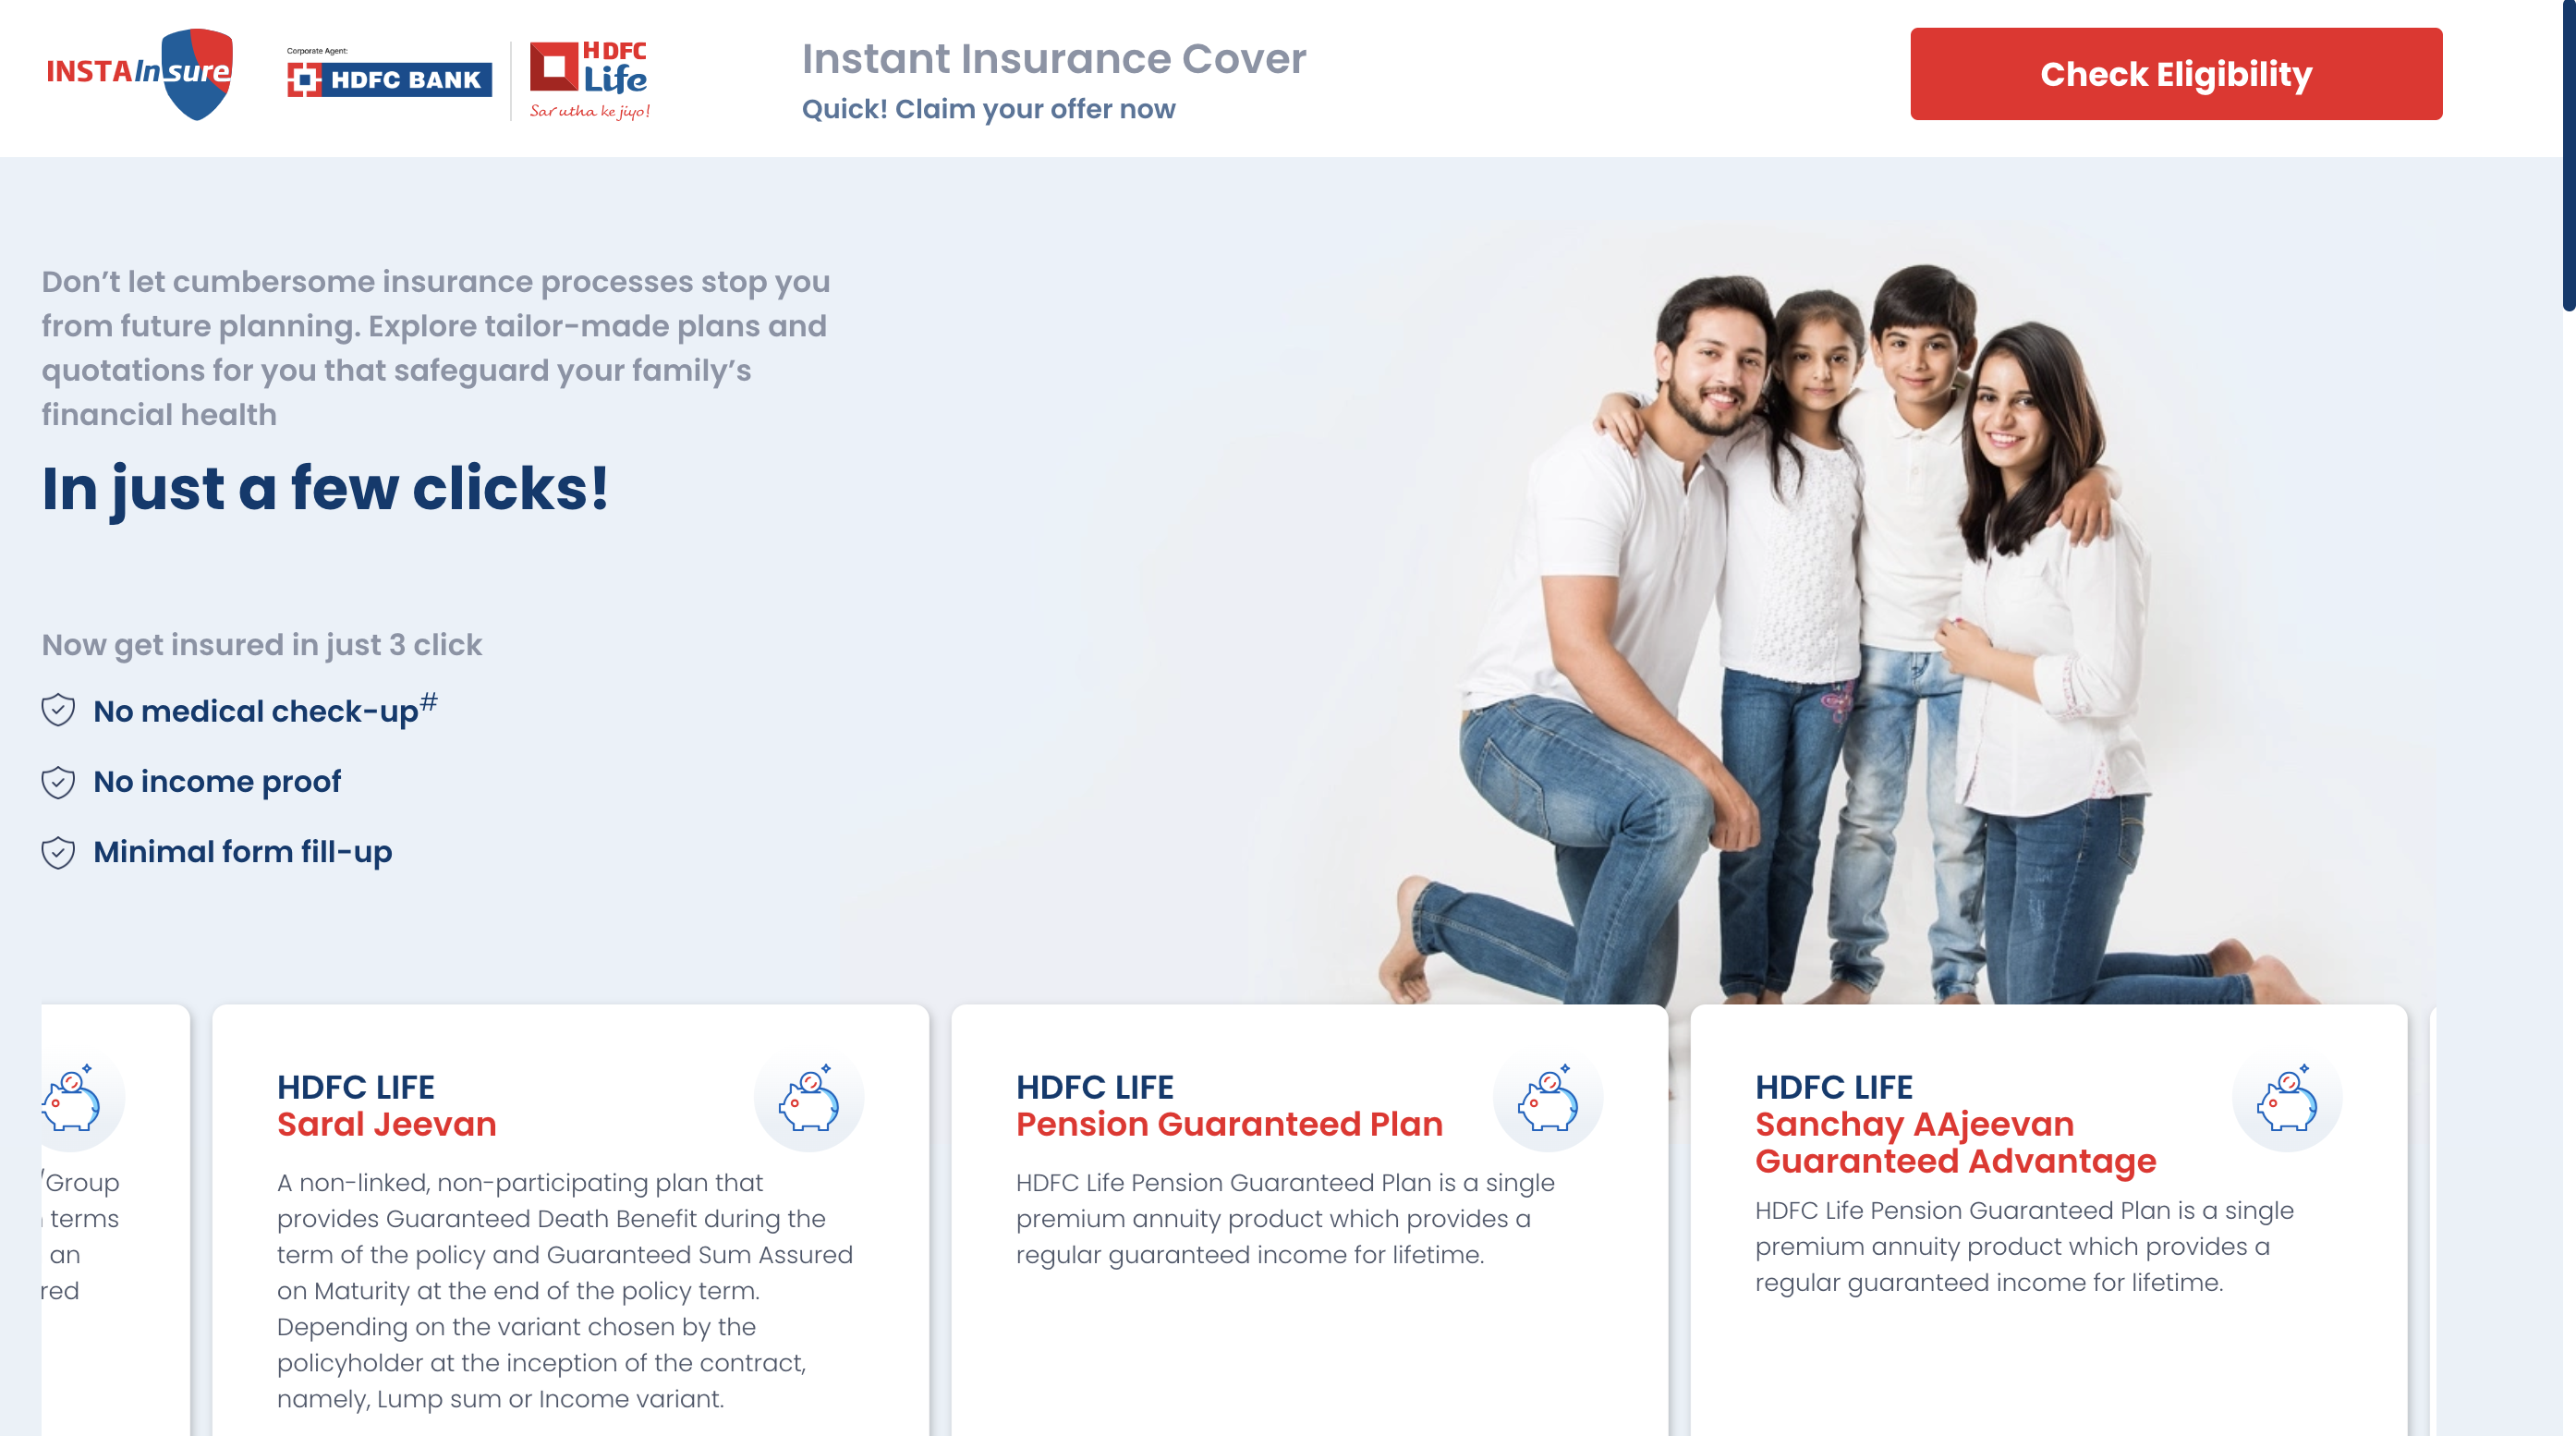 INSTAInsure
Corporate Agent:
HDFC BANK
HDFC
Life
Sar utha ke jiyo!
Instant Insurance Cover
Quick! Claim your offer now
Check Eligibility
Don’t let cumbersome insurance processes stop you
from future planning. Explore tailor-made plans and
quotations for you that safeguard your family’s
financial health
In just a few clicks!
Now get insured in just 3 click
No medical check-up#
No income proof
Minimal form fill-up
Group
terms
an
red
HDFC LIFE
Saral Jeevan
A non-linked, non-participating plan that
provides Guaranteed Death Benefit during the
term of the policy and Guaranteed Sum Assured
on Maturity at the end of the policy term.
Depending on the variant chosen by the
policyholder at the inception of the contract,
namely, Lump sum or Income variant.
HDFC LIFE
Pension Guaranteed Plan
HDFC Life Pension Guaranteed Plan is a single
premium annuity product which provides a
regular guaranteed income for lifetime.
HDFC LIFE
Sanchay AAjeevan
Guaranteed Advantage
HDFC Life Pension Guaranteed Plan is a single
premium annuity product which provides a
regular guaranteed income for lifetime.